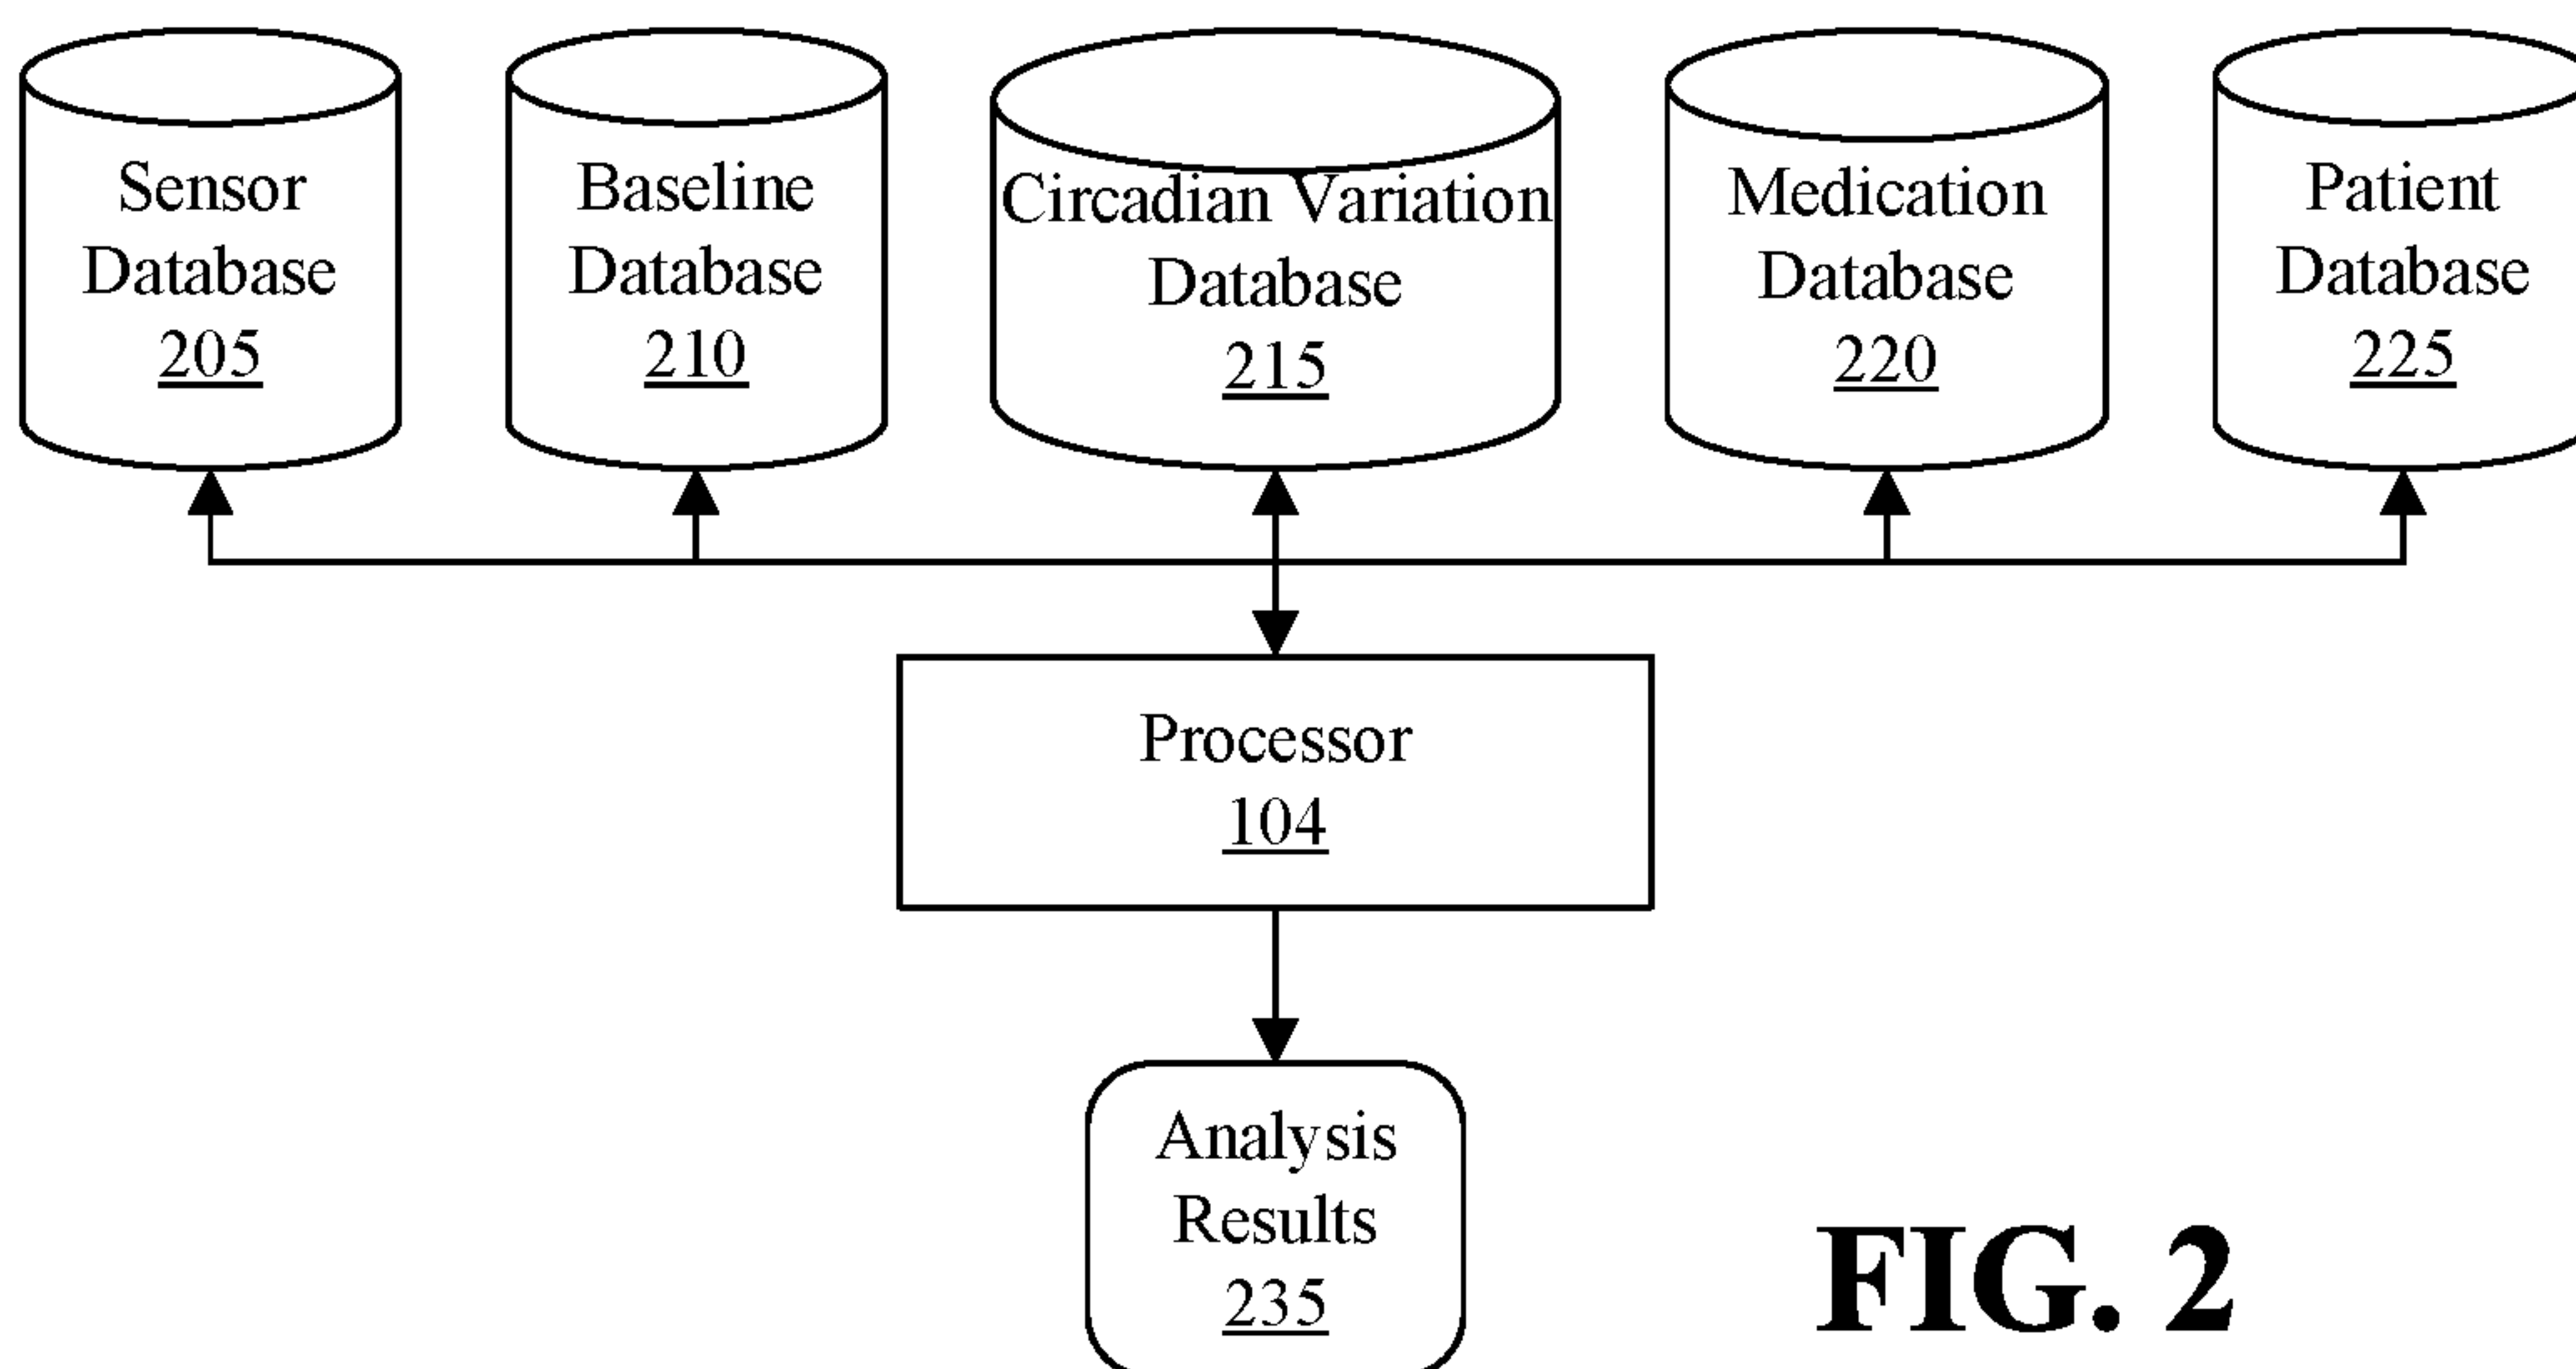 Sensor
Database
205
Baseline
Database
210
Circadian Variation
Database
215
Medication
Database
220
Patient
Database
225
Processor
104
Analysis
Results
235
FIG. 2